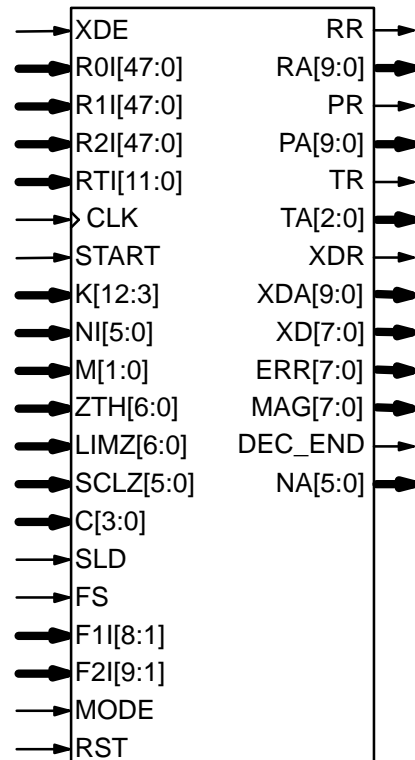 XDE
R0I[47:0]
R1I[47:0]
R2I[47:0]
RTI[11:0]
CLK
START
K[12:3]
NI[5:0]
M[1:0]
ZTH[6:0]
LIMZ[6:0]
SCLZ[5:0]
C[3:0]
SLD
FS
F1I[8:1]
F2I[9:1]
MODE
RST
RR
RA[9:0]
PR
PA[9:0]
TR
TA[2:0]
XDR
XDA[9:0]
XD[7:0]
ERR[7:0]
MAG[7:0]
DEC_END
NA[5:0]